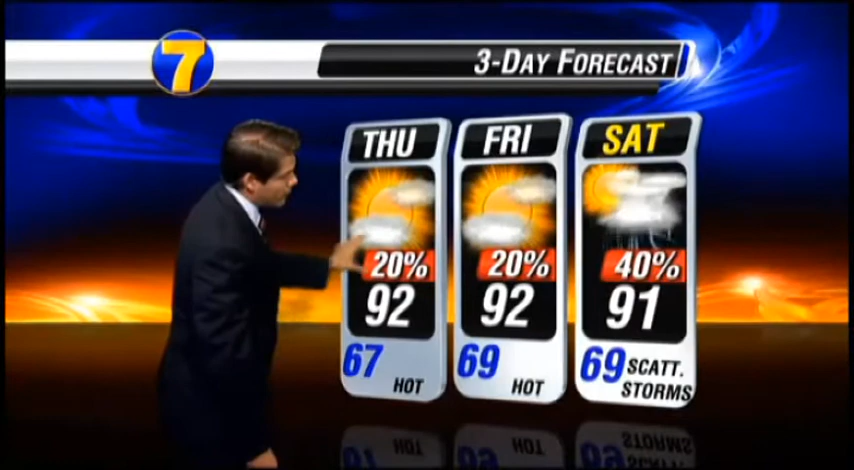 7
3-DAY FORECAST
THU
20%
92
67
HOT
FRI
20%
92
69
HOT
SAT
40%
91
69 SCATT.
STORMS